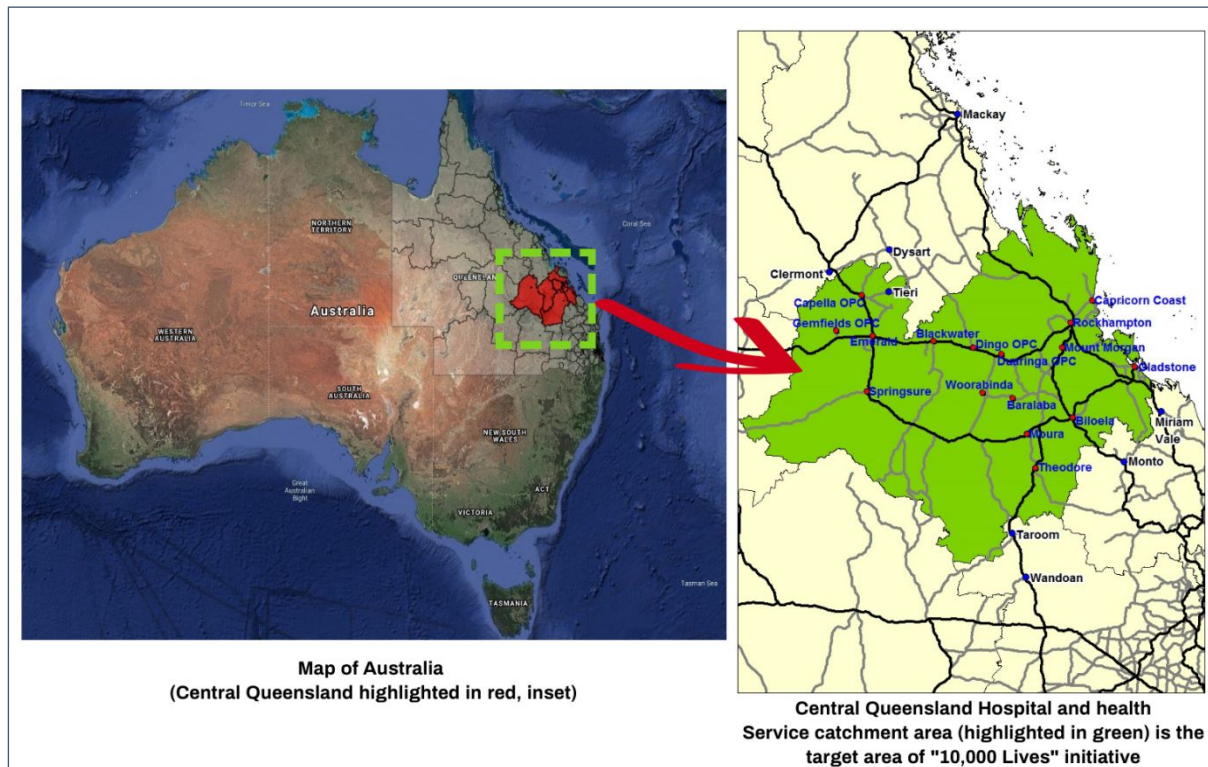 Timor Sea
Coral Sea
NORTHERN
TERRITORY
QUEENSLAN
Australia
WESTERN
AUSTRALIA
SOUTH
AUSTRALIA
NEW SOUTH
WALES
Great
Australian
Bight
ACT
VICTORIA
Tasman Sea
TASMANIA
Map of Australia
(Central Queensland highlighted in red, inset)
Mackay
Dysart
Clermont
Tieri
Capella OPC
Capricorn Coast
Gemfields OPC
Rockhampton
Emerald
Blackwater
Dingo OPC
Mount Morgan
Duaringa OPC
Gladstone
Springsure
Woorabinda
Baralaba
Biloela
Miriam
Vale
Moura
Monto
Theodore
Taroom
Wandoan
Central Queensland Hospital and health
Service catchment area (highlighted in green) is the
target area of "10,000 Lives" initiative